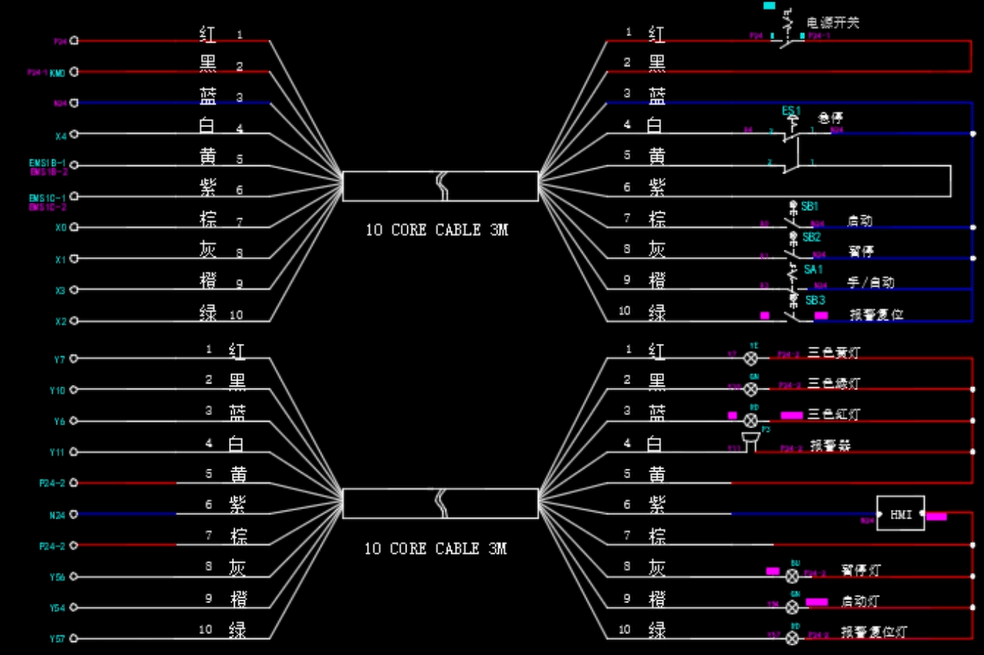 电源开关
P24 红 1 1 红 P24 P24-1
P24-1 KM0 黑 2 2 黑
N24 蓝 3 3 蓝
ES1 急停
X4 白 4 4 白 X4 2 1 N24
EMS1B-1 黄 5 5 黄 2 1
EMS1B-2
EMS1C-1 紫 6 6 紫
EMS1C-2
SB1
X0 棕 7 7 棕 X0 N24 启动
10 CORE CABLE 3M
SB2
X1 灰 8 8 灰 X1 N24 暂停
SA1
X3 橙 9 9 橙 X3 N24 手/自动
SB3
X2 绿 10 10 绿 报警复位
YE
Y7 1 红 1 红 Y7 P24-2 三色黄灯
GN
Y10 2 黑 2 黑 Y10 P24-2 三色绿灯
RD
Y6 3 蓝 3 蓝 三色红灯
Y11 4 白 4 白 Y11 P24-2 报警器
P24-2 5 黄 5 黄
N24 6 紫 6 紫 N24 HMI
P24-2 7 棕 7 棕
10 CORE CABLE 3M
Y56 8 灰 8 灰 P24-2 暂停灯
GN
Y54 9 橙 9 橙 启动灯
RD
Y57 10 绿 10 绿 Y57 P24-2 报警复位灯